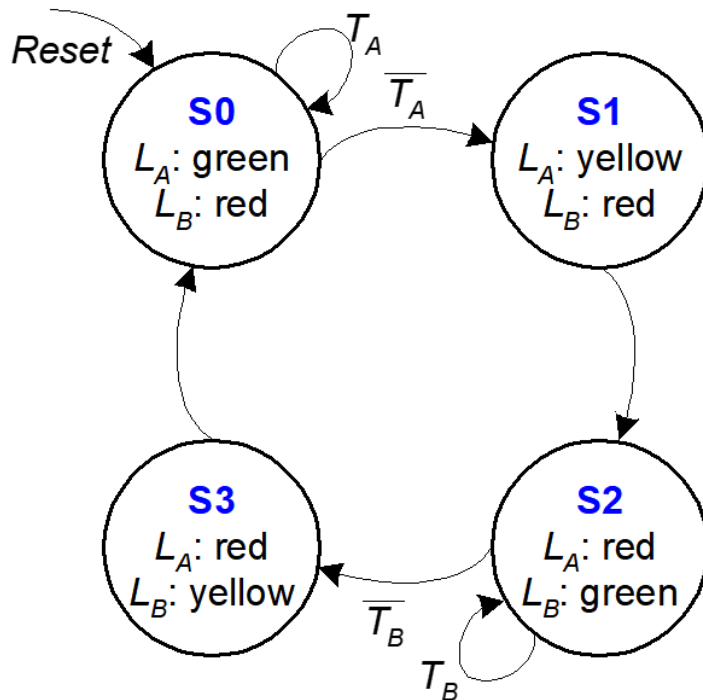 Reset
T_A
T̅_A̅
S0
L_A: green
L_B: red
S1
L_A: yellow
L_B: red
S3
L_A: red
L_B: yellow
S2
L_A: red
L_B: green
T̅_B̅
T_B